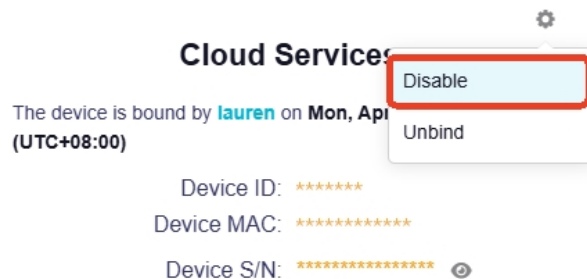 Cloud Services
Disable
The device is bound by lauren on Mon, Apr
Unbind
(UTC+08:00)
Device ID: *******
Device MAC: ************
Device S/N: ****************